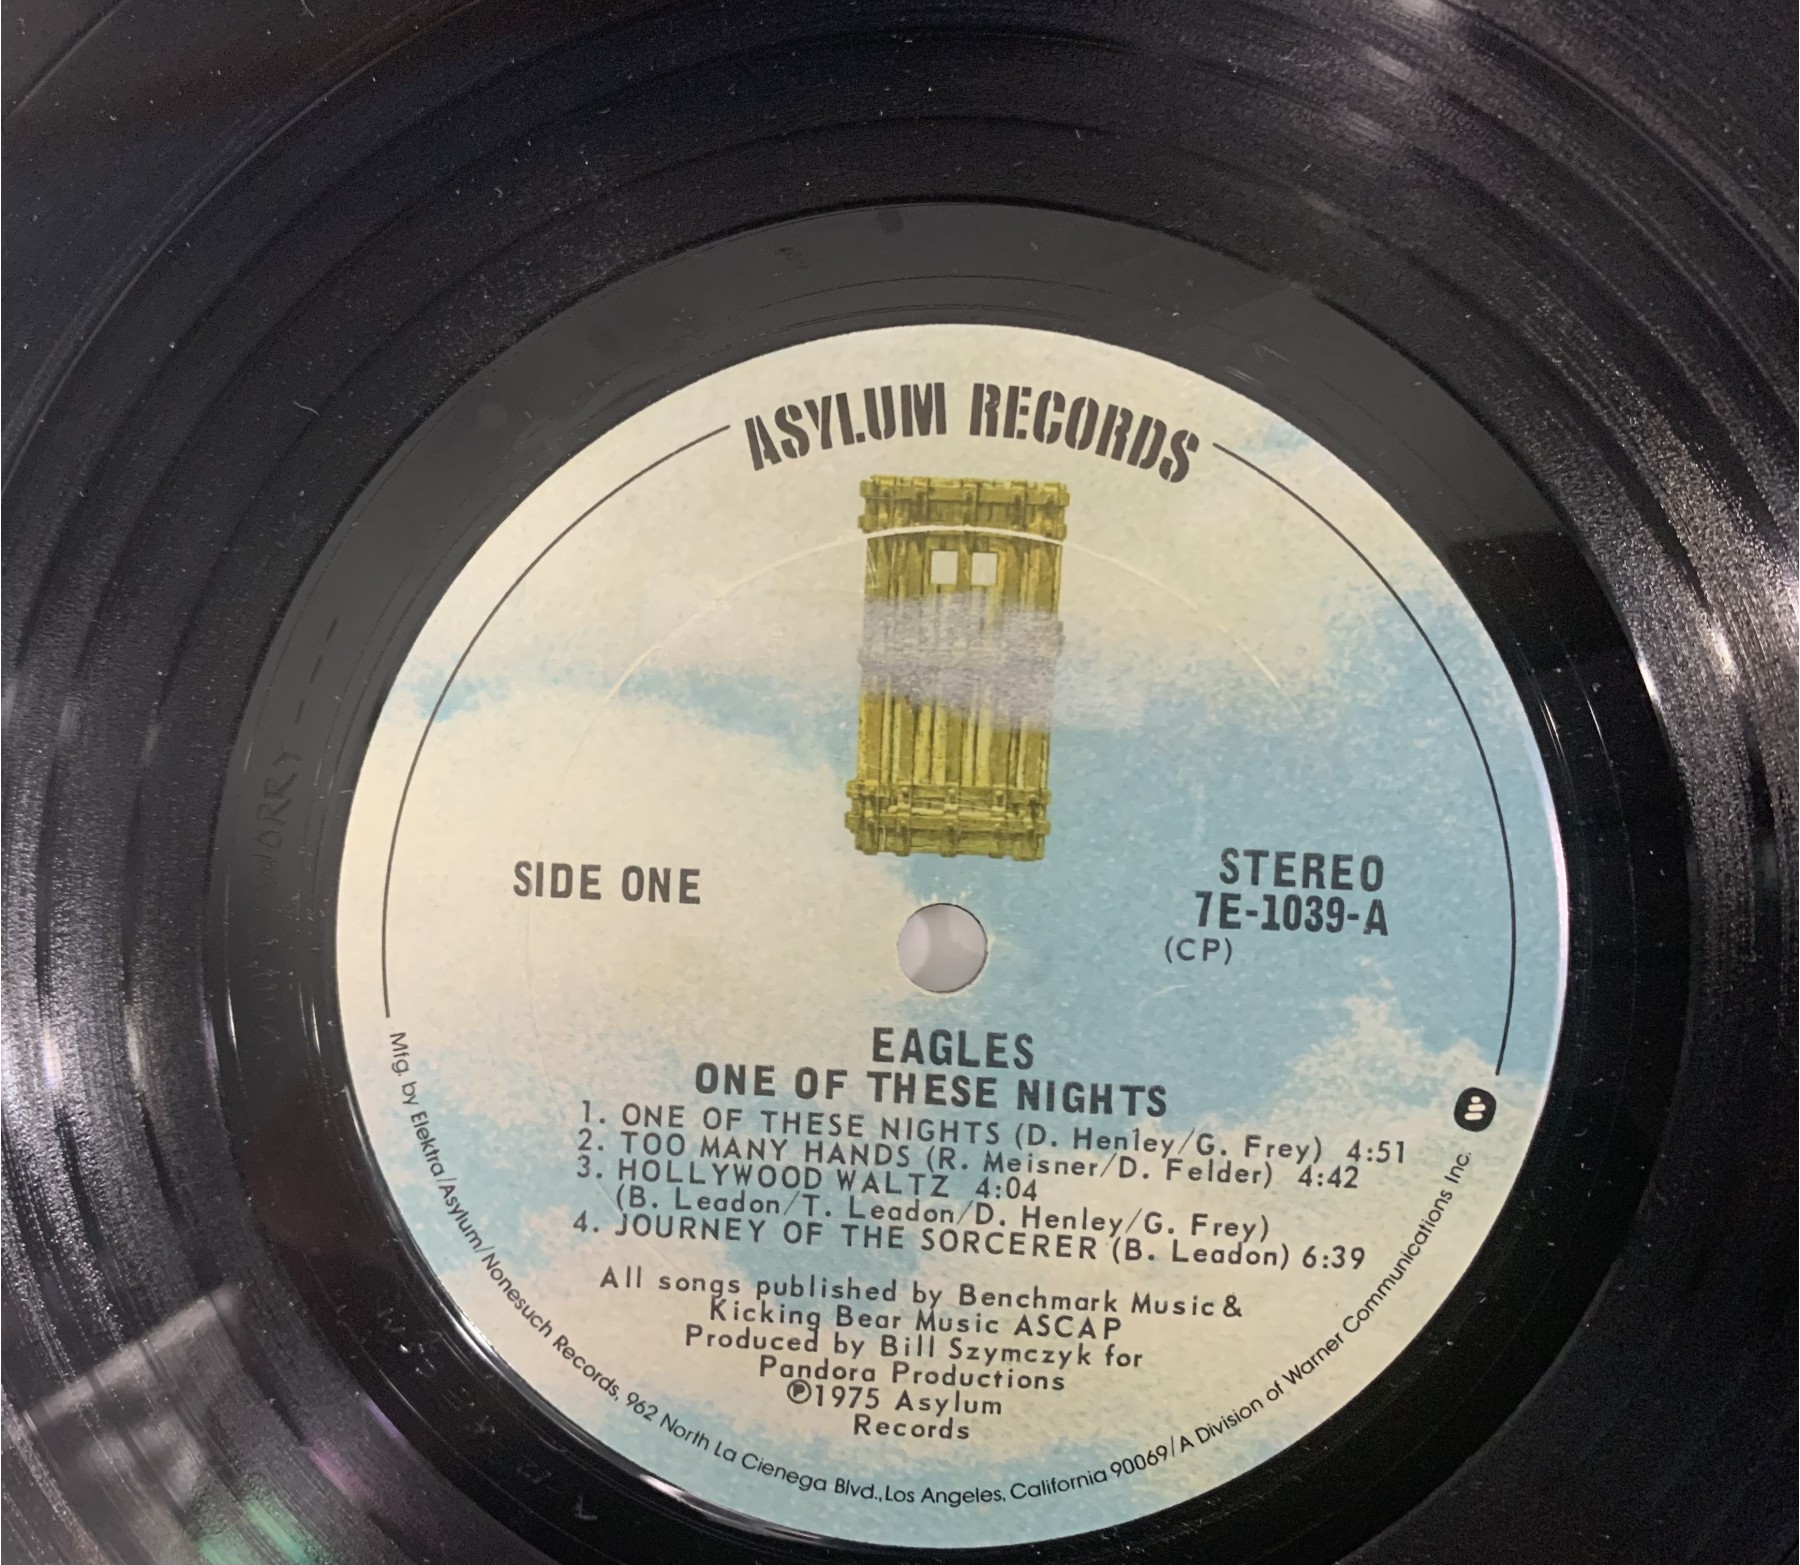 ASYLUM RECORDS
SIDE ONE
STEREO
7E-1039-A
(CP)
EAGLES
ONE OF THESE NIGHTS
1. ONE OF THESE NIGHTS (D. Henley/G. Frey) 4:51
2. TOO MANY HANDS (R. Meisner/D. Felder) 4:42
3. HOLLYWOOD WALTZ 4:04
(B. Leadon/T. Leadon/D. Henley/G. Frey)
4. JOURNEY OF THE SORCERER (B. Leadon) 6:39
All songs published by Benchmark Music &
Kicking Bear Music ASCAP
Produced by Bill Szymczyk for
Pandora Productions
℗1975 Asylum
Records
Mfg. by Elektra/Asylum/Nonesuch Records, 962 North La Cienega Blvd., Los Angeles, California 90069/A Division of Warner Communications Inc.
WORRY ----